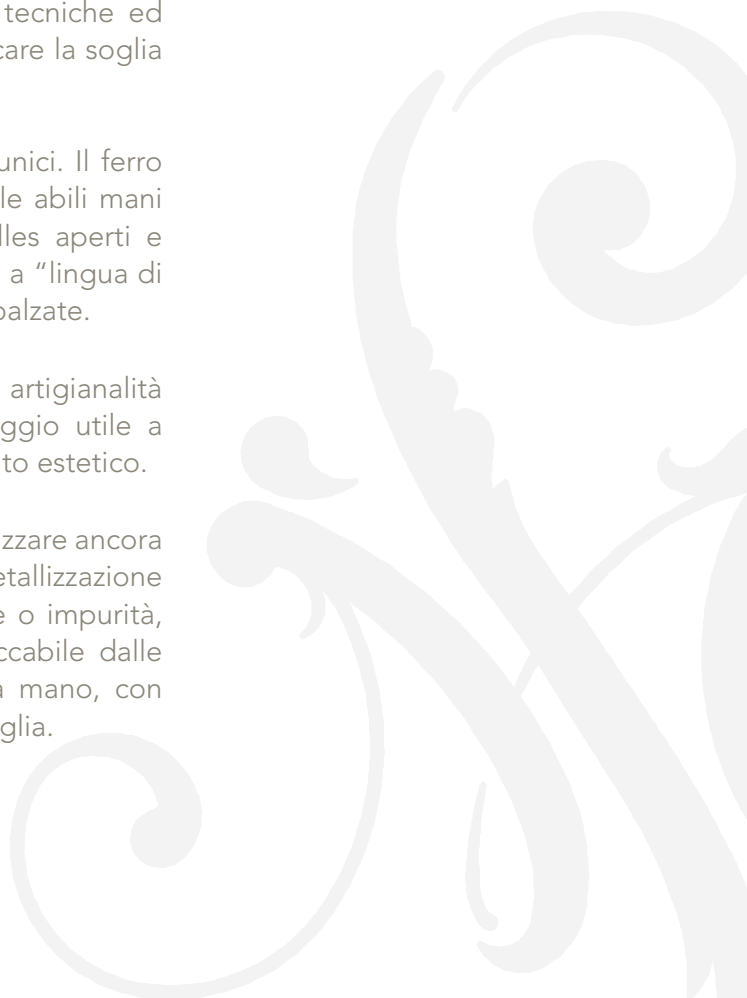 tecniche ed
care la soglia
unici. Il ferro
le abili mani
lles aperti e
a “lingua di
balzate.
artigianalità
ggio utile a
to estetico.
zzare ancora
etallizzazione
e o impurità,
ccabile dalle
a mano, con
glia.